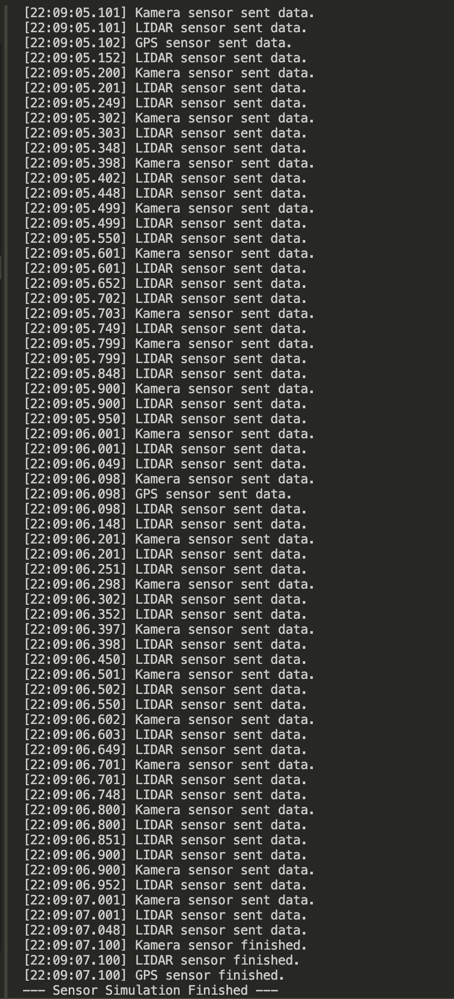 [22:09:05.101] Kamera sensor sent data.
[22:09:05.101] LIDAR sensor sent data.
[22:09:05.102] GPS sensor sent data.
[22:09:05.152] LIDAR sensor sent data.
[22:09:05.200] Kamera sensor sent data.
[22:09:05.201] LIDAR sensor sent data.
[22:09:05.249] LIDAR sensor sent data.
[22:09:05.302] Kamera sensor sent data.
[22:09:05.303] LIDAR sensor sent data.
[22:09:05.348] LIDAR sensor sent data.
[22:09:05.398] Kamera sensor sent data.
[22:09:05.402] LIDAR sensor sent data.
[22:09:05.448] LIDAR sensor sent data.
[22:09:05.499] Kamera sensor sent data.
[22:09:05.499] LIDAR sensor sent data.
[22:09:05.550] LIDAR sensor sent data.
[22:09:05.601] Kamera sensor sent data.
[22:09:05.601] LIDAR sensor sent data.
[22:09:05.652] LIDAR sensor sent data.
[22:09:05.702] LIDAR sensor sent data.
[22:09:05.703] Kamera sensor sent data.
[22:09:05.749] LIDAR sensor sent data.
[22:09:05.799] Kamera sensor sent data.
[22:09:05.799] LIDAR sensor sent data.
[22:09:05.848] LIDAR sensor sent data.
[22:09:05.900] Kamera sensor sent data.
[22:09:05.900] LIDAR sensor sent data.
[22:09:05.950] LIDAR sensor sent data.
[22:09:06.001] Kamera sensor sent data.
[22:09:06.001] LIDAR sensor sent data.
[22:09:06.049] LIDAR sensor sent data.
[22:09:06.098] Kamera sensor sent data.
[22:09:06.098] GPS sensor sent data.
[22:09:06.098] LIDAR sensor sent data.
[22:09:06.148] LIDAR sensor sent data.
[22:09:06.201] Kamera sensor sent data.
[22:09:06.201] LIDAR sensor sent data.
[22:09:06.251] LIDAR sensor sent data.
[22:09:06.298] Kamera sensor sent data.
[22:09:06.302] LIDAR sensor sent data.
[22:09:06.352] LIDAR sensor sent data.
[22:09:06.397] Kamera sensor sent data.
[22:09:06.398] LIDAR sensor sent data.
[22:09:06.450] LIDAR sensor sent data.
[22:09:06.501] Kamera sensor sent data.
[22:09:06.502] LIDAR sensor sent data.
[22:09:06.550] LIDAR sensor sent data.
[22:09:06.602] Kamera sensor sent data.
[22:09:06.603] LIDAR sensor sent data.
[22:09:06.649] LIDAR sensor sent data.
[22:09:06.701] Kamera sensor sent data.
[22:09:06.701] LIDAR sensor sent data.
[22:09:06.748] LIDAR sensor sent data.
[22:09:06.800] Kamera sensor sent data.
[22:09:06.800] LIDAR sensor sent data.
[22:09:06.851] LIDAR sensor sent data.
[22:09:06.900] LIDAR sensor sent data.
[22:09:06.900] Kamera sensor sent data.
[22:09:06.952] LIDAR sensor sent data.
[22:09:07.001] Kamera sensor sent data.
[22:09:07.001] LIDAR sensor sent data.
[22:09:07.048] LIDAR sensor sent data.
[22:09:07.100] Kamera sensor finished.
[22:09:07.100] LIDAR sensor finished.
[22:09:07.100] GPS sensor finished.
--- Sensor Simulation Finished ---